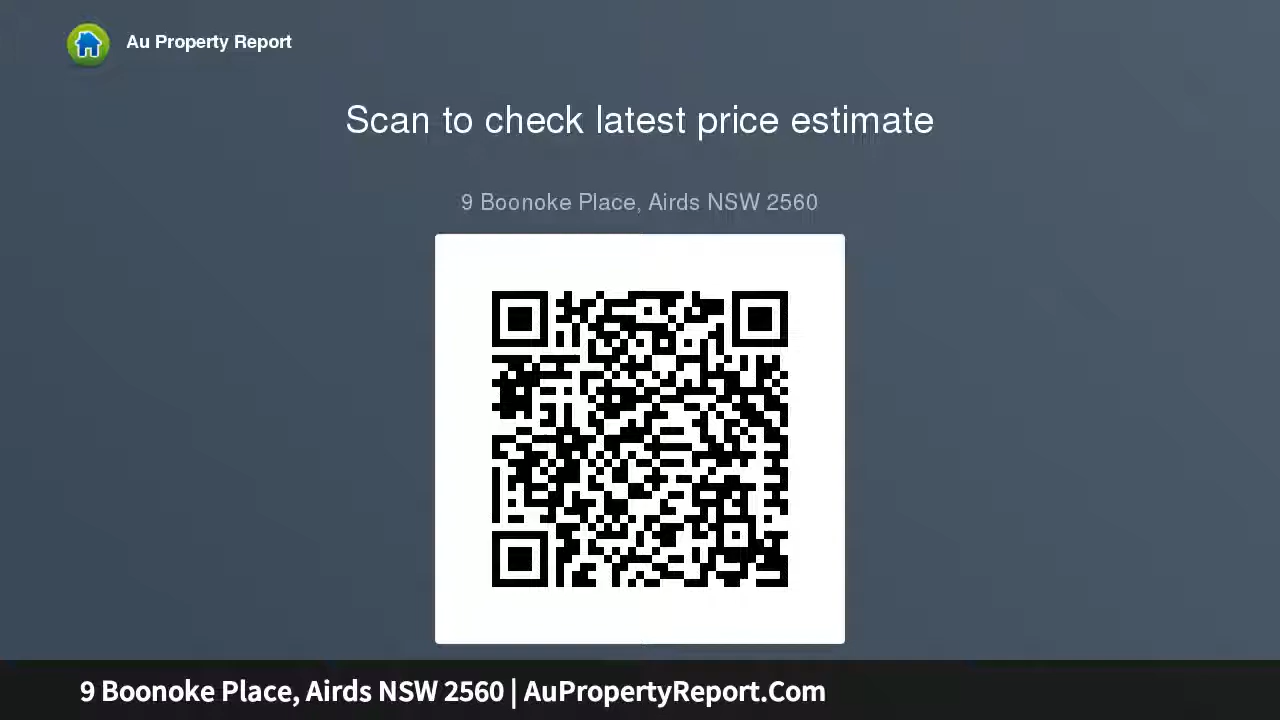 Au Property Report
Scan to check latest price estimate
9 Boonoke Place, Airds NSW 2560
9 Boonoke Place, Airds NSW 2560 | AuPropertyReport.Com